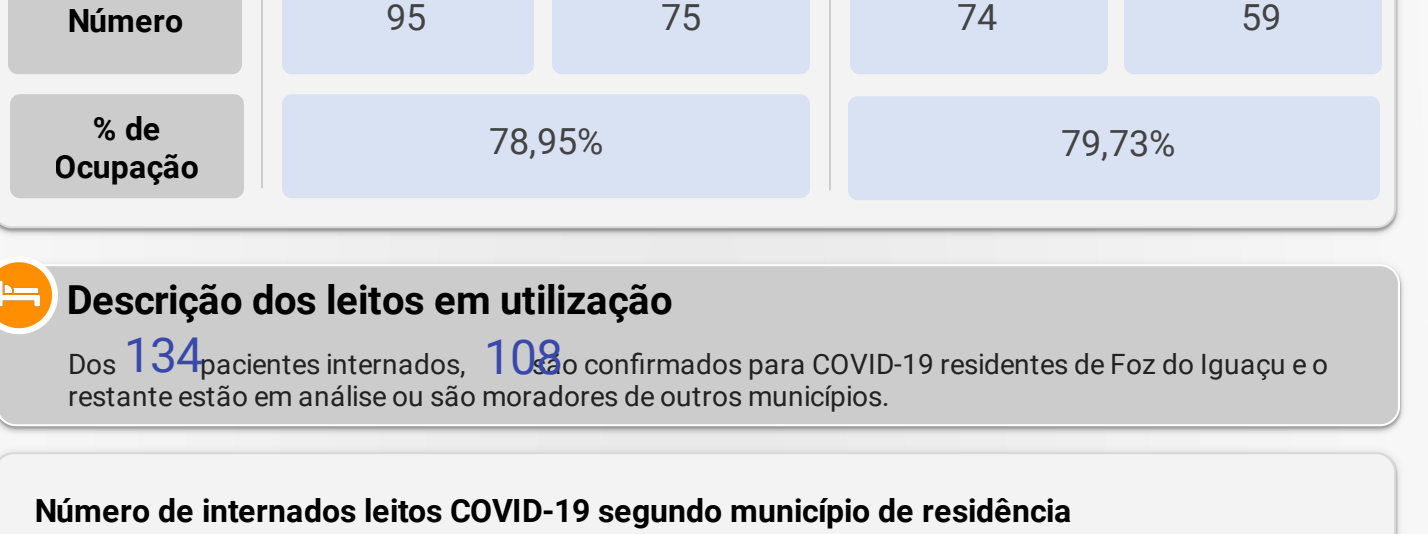 Número 95 75 74 59
% de
Ocupação
78,95% 79,73%
Descrição dos leitos em utilização
Dos 134 pacientes internados, 108 são confirmados para COVID-19 residentes de Foz do Iguaçu e o
restante estão em análise ou são moradores de outros municípios.
Número de internados leitos COVID-19 segundo município de residência